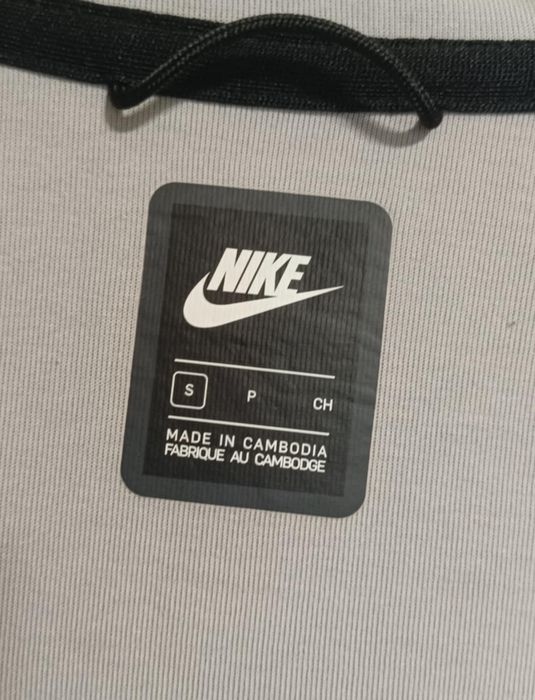 NIKE
S P CH
MADE IN CAMBODIA
FABRIQUE AU CAMBODGE